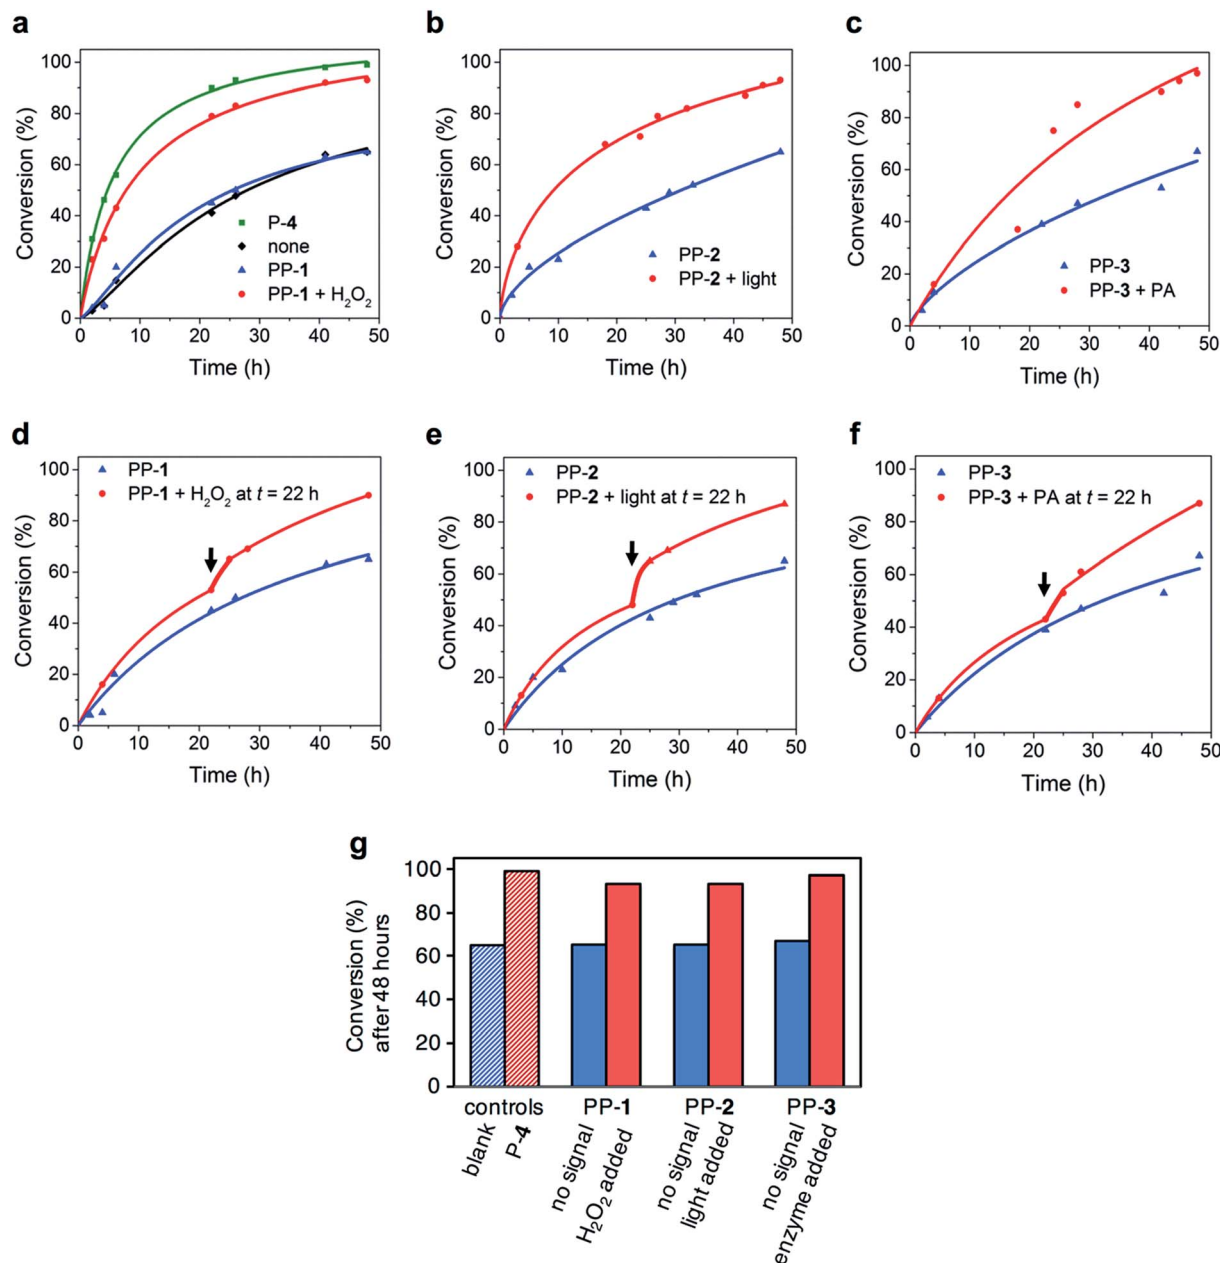 a
Conversion (%)
100
80
60
40
20
0
P-4
none
PP-1
PP-1 + H₂O₂
0 10 20 30 40 50
Time (h)
b
Conversion (%)
100
80
60
40
20
0
PP-2
PP-2 + light
0 10 20 30 40 50
Time (h)
c
Conversion (%)
100
80
60
40
20
0
PP-3
PP-3 + PA
0 10 20 30 40 50
Time (h)
d
Conversion (%)
100
80
60
40
20
0
PP-1
PP-1 + H₂O₂ at t = 22 h
0 10 20 30 40 50
Time (h)
e
Conversion (%)
100
80
60
40
20
0
PP-2
PP-2 + light at t = 22 h
0 10 20 30 40 50
Time (h)
f
Conversion (%)
100
80
60
40
20
0
PP-3
PP-3 + PA at t = 22 h
0 10 20 30 40 50
Time (h)
g
Conversion (%)
after 48 hours
100
80
60
40
20
0
controls PP-1 PP-2 PP-3
blank
P-4
no signal
H₂O₂ added
no signal
light added
no signal
enzyme added